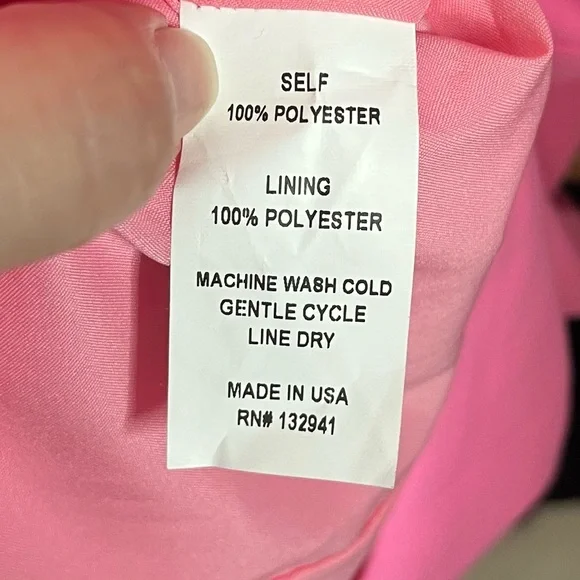 SELF
100% POLYESTER
LINING
100% POLYESTER
MACHINE WASH COLD
GENTLE CYCLE
LINE DRY
MADE IN USA
RN# 132941